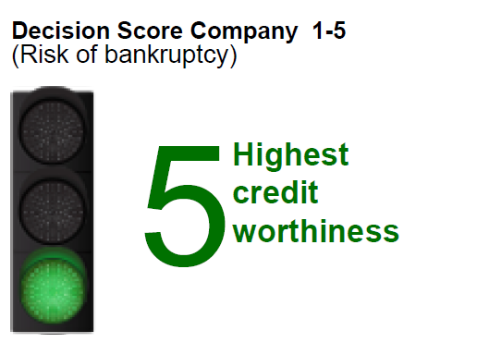 Decision Score Company 1-5
(Risk of bankruptcy)
5
Highest
credit
worthiness